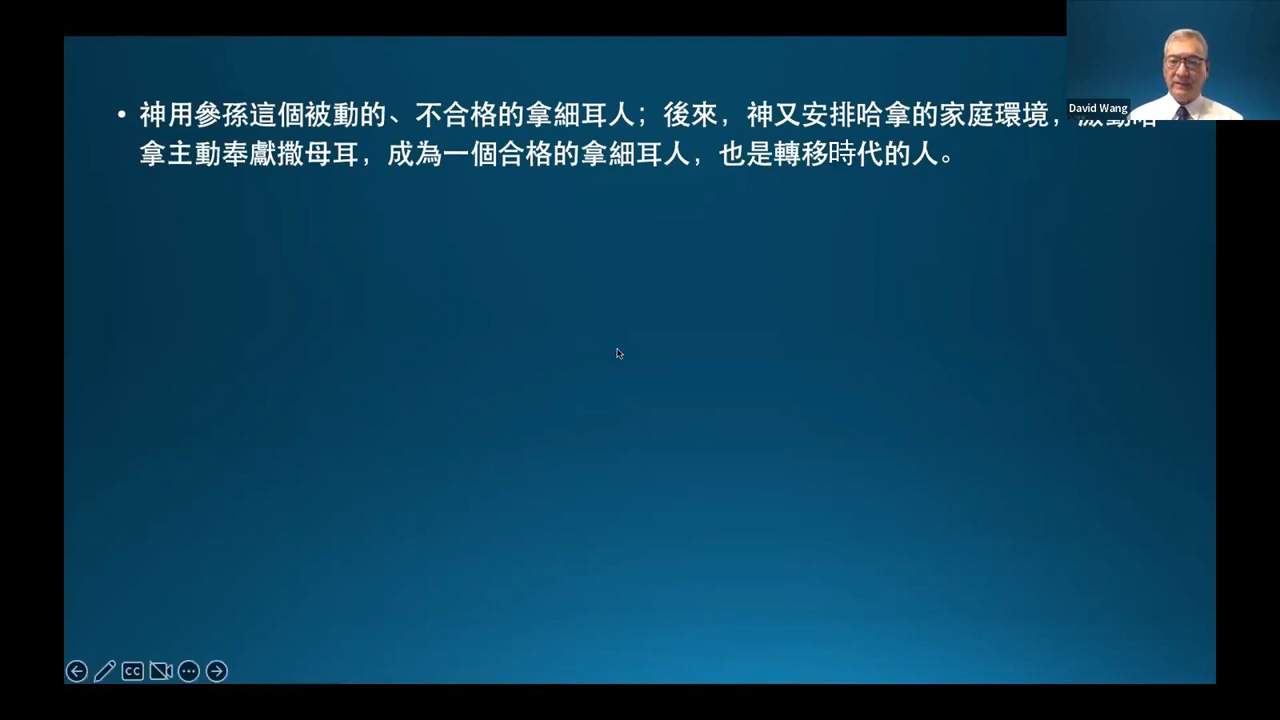 David Wang
• 神用參孫這個被動的、不合格的拿細耳人；後來，神又安排哈拿的家庭環境，
拿主動奉獻撒母耳，成為一個合格的拿細耳人，也是轉移時代的人。
CC